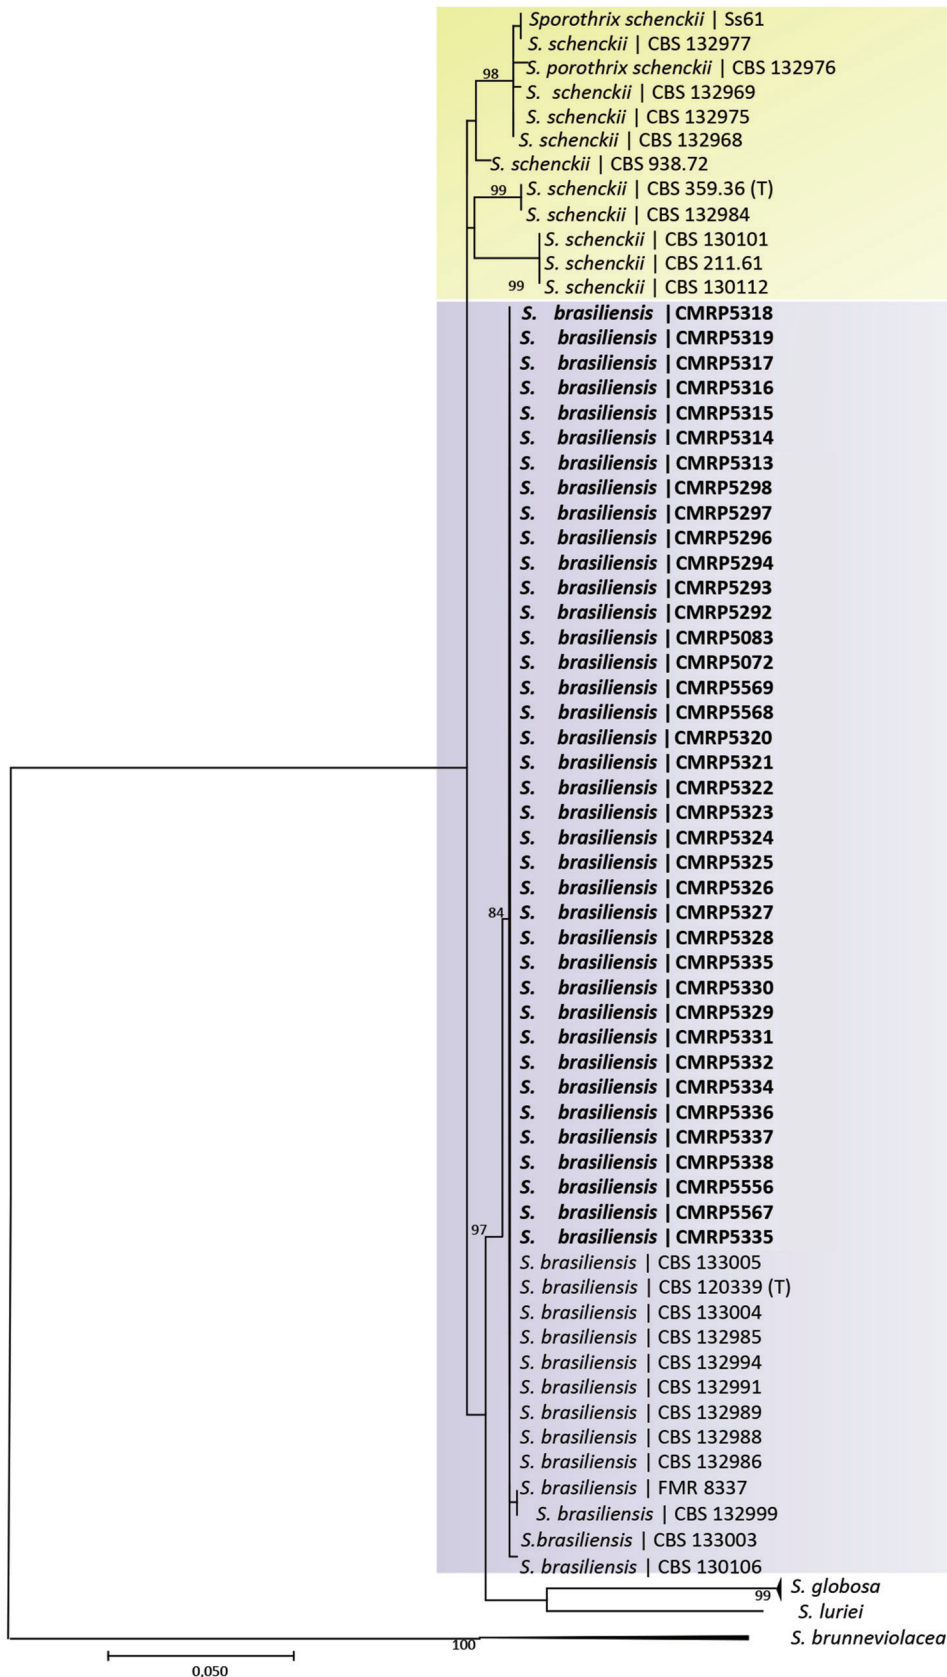 Sporothrix schenckii | Ss61
S. schenckii | CBS 132977
S. porothrix schenckii | CBS 132976
98
S. schenckii | CBS 132969
S. schenckii | CBS 132975
S. schenckii | CBS 132968
S. schenckii | CBS 938.72
99
S. schenckii | CBS 359.36 (T)
S. schenckii | CBS 132984
S. schenckii | CBS 130101
S. schenckii | CBS 211.61
99
S. schenckii | CBS 130112
S. brasiliensis | CMRP5318
S. brasiliensis | CMRP5319
S. brasiliensis | CMRP5317
S. brasiliensis | CMRP5316
S. brasiliensis | CMRP5315
S. brasiliensis | CMRP5314
S. brasiliensis | CMRP5313
S. brasiliensis | CMRP5298
S. brasiliensis | CMRP5297
S. brasiliensis | CMRP5296
S. brasiliensis | CMRP5294
S. brasiliensis | CMRP5293
S. brasiliensis | CMRP5292
S. brasiliensis | CMRP5083
S. brasiliensis | CMRP5072
S. brasiliensis | CMRP5569
S. brasiliensis | CMRP5568
S. brasiliensis | CMRP5320
S. brasiliensis | CMRP5321
S. brasiliensis | CMRP5322
S. brasiliensis | CMRP5323
S. brasiliensis | CMRP5324
S. brasiliensis | CMRP5325
S. brasiliensis | CMRP5326
84
S. brasiliensis | CMRP5327
S. brasiliensis | CMRP5328
S. brasiliensis | CMRP5335
S. brasiliensis | CMRP5330
S. brasiliensis | CMRP5329
S. brasiliensis | CMRP5331
S. brasiliensis | CMRP5332
S. brasiliensis | CMRP5334
S. brasiliensis | CMRP5336
S. brasiliensis | CMRP5337
S. brasiliensis | CMRP5338
S. brasiliensis | CMRP5556
S. brasiliensis | CMRP5567
97
S. brasiliensis | CMRP5335
S. brasiliensis | CBS 133005
S. brasiliensis | CBS 120339 (T)
S. brasiliensis | CBS 133004
S. brasiliensis | CBS 132985
S. brasiliensis | CBS 132994
S. brasiliensis | CBS 132991
S. brasiliensis | CBS 132989
S. brasiliensis | CBS 132988
S. brasiliensis | CBS 132986
S. brasiliensis | FMR 8337
S. brasiliensis | CBS 132999
S.brasiliensis | CBS 133003
S. brasiliensis | CBS 130106
S. globosa
99
S. luriei
S. brunneviolacea
100
0,050